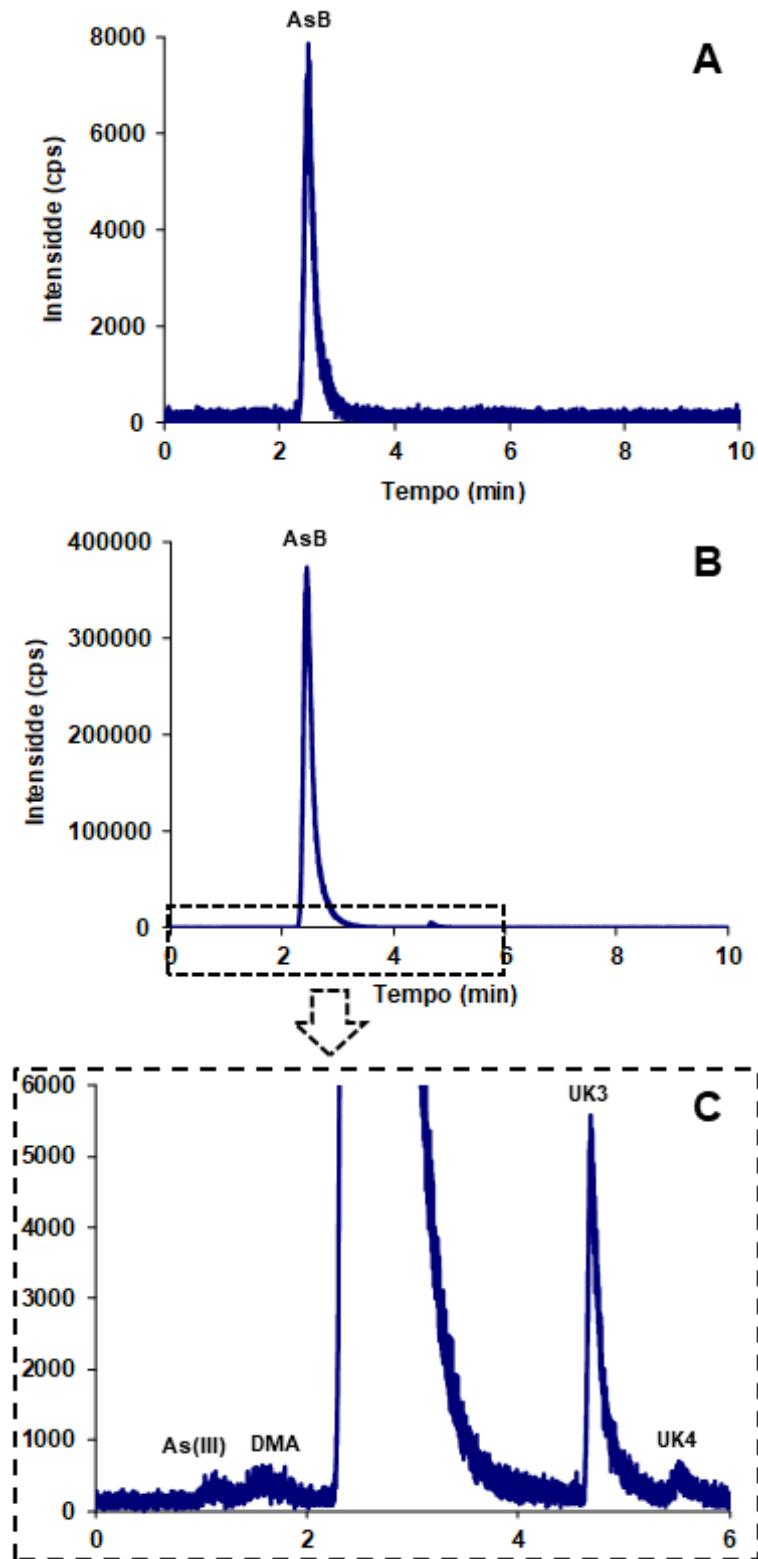 AsB
A
8000
6000
4000
2000
0
Intensidde (cps)
0 2 4 6 8 10
Tempo (min)
AsB
B
400000
300000
200000
100000
0
Intensidde (cps)
0 2 4 6 8 10
Tempo (min)
C
6000
5000
4000
3000
2000
1000
0
UK3
As(III) DMA
UK4
0 2 4 6